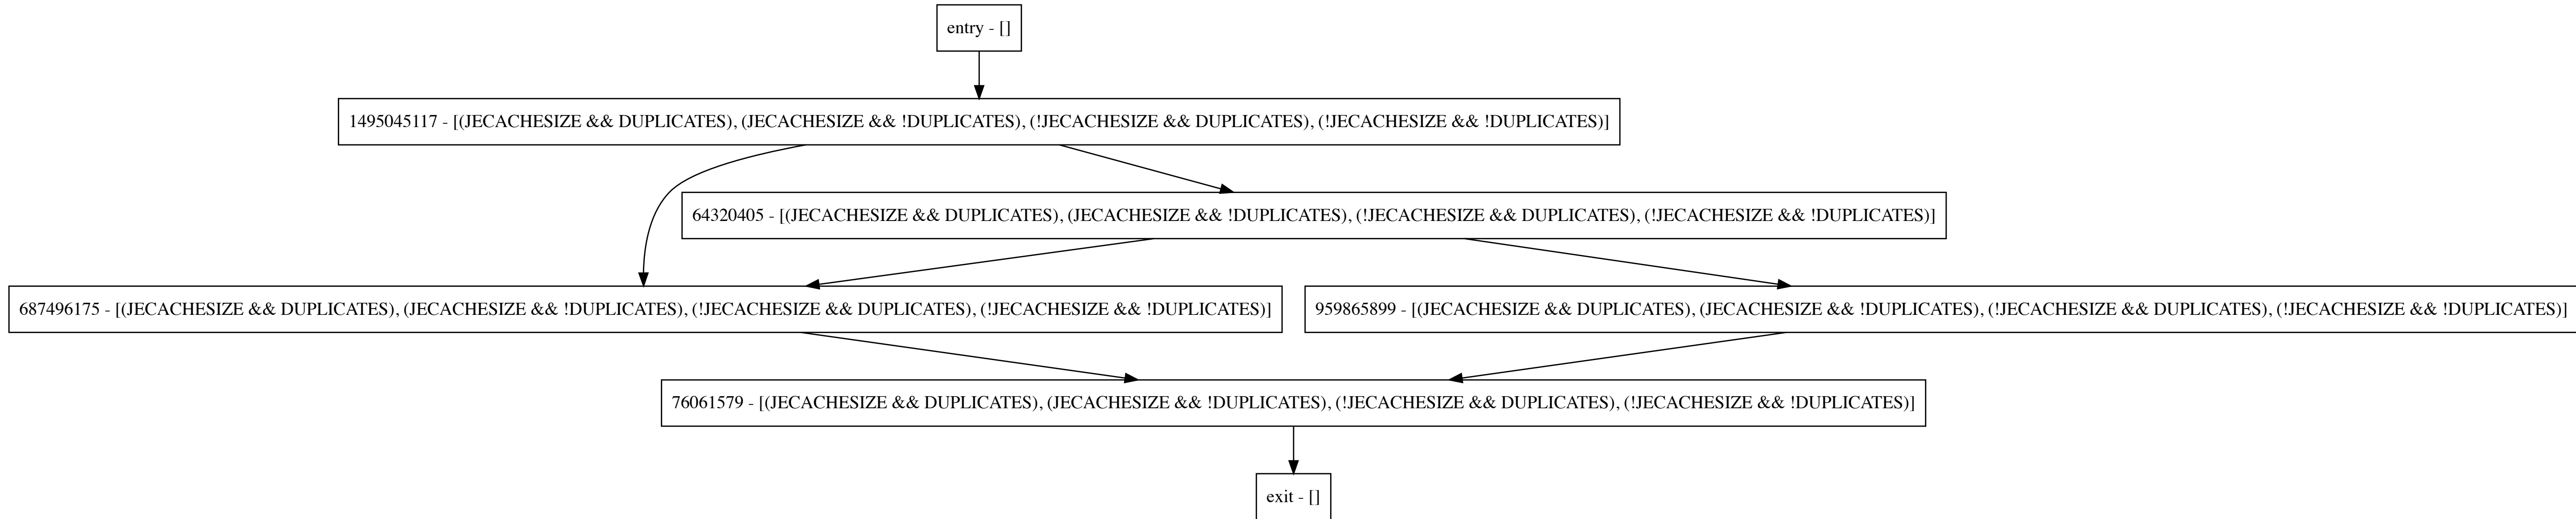 entry - []
1495045117 - [(JECACHESIZE && DUPLICATES), (JECACHESIZE && !DUPLICATES), (!JECACHESIZE && DUPLICATES), (!JECACHESIZE && !DUPLICATES)]
64320405 - [(JECACHESIZE && DUPLICATES), (JECACHESIZE && !DUPLICATES), (!JECACHESIZE && DUPLICATES), (!JECACHESIZE && !DUPLICATES)]
687496175 - [(JECACHESIZE && DUPLICATES), (JECACHESIZE && !DUPLICATES), (!JECACHESIZE && DUPLICATES), (!JECACHESIZE && !DUPLICATES)]
959865899 - [(JECACHESIZE && DUPLICATES), (JECACHESIZE && !DUPLICATES), (!JECACHESIZE && DUPLICATES), (!JECACHESIZE && !DUPLICATES)]
76061579 - [(JECACHESIZE && DUPLICATES), (JECACHESIZE && !DUPLICATES), (!JECACHESIZE && DUPLICATES), (!JECACHESIZE && !DUPLICATES)]
exit - []